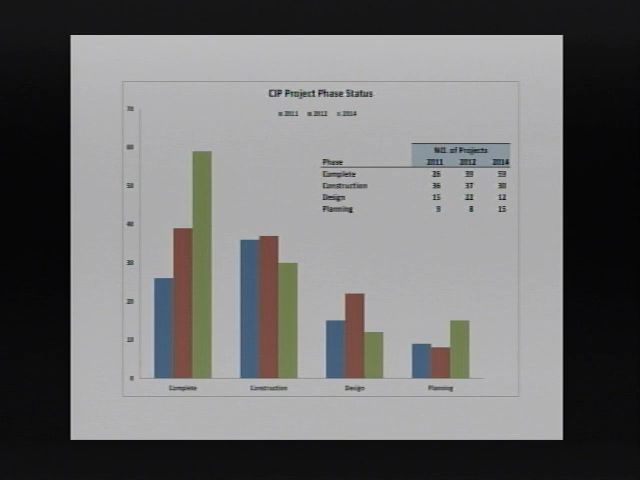 CIP Project Phase Status
2011 2012 2014
70
60
50
40
30
20
10
0
Complete Construction Design Planning
NO. of Projects
Phase 2011 2012 2014
Complete 26 39 59
Construction 36 37 30
Design 15 22 12
Planning 9 8 15